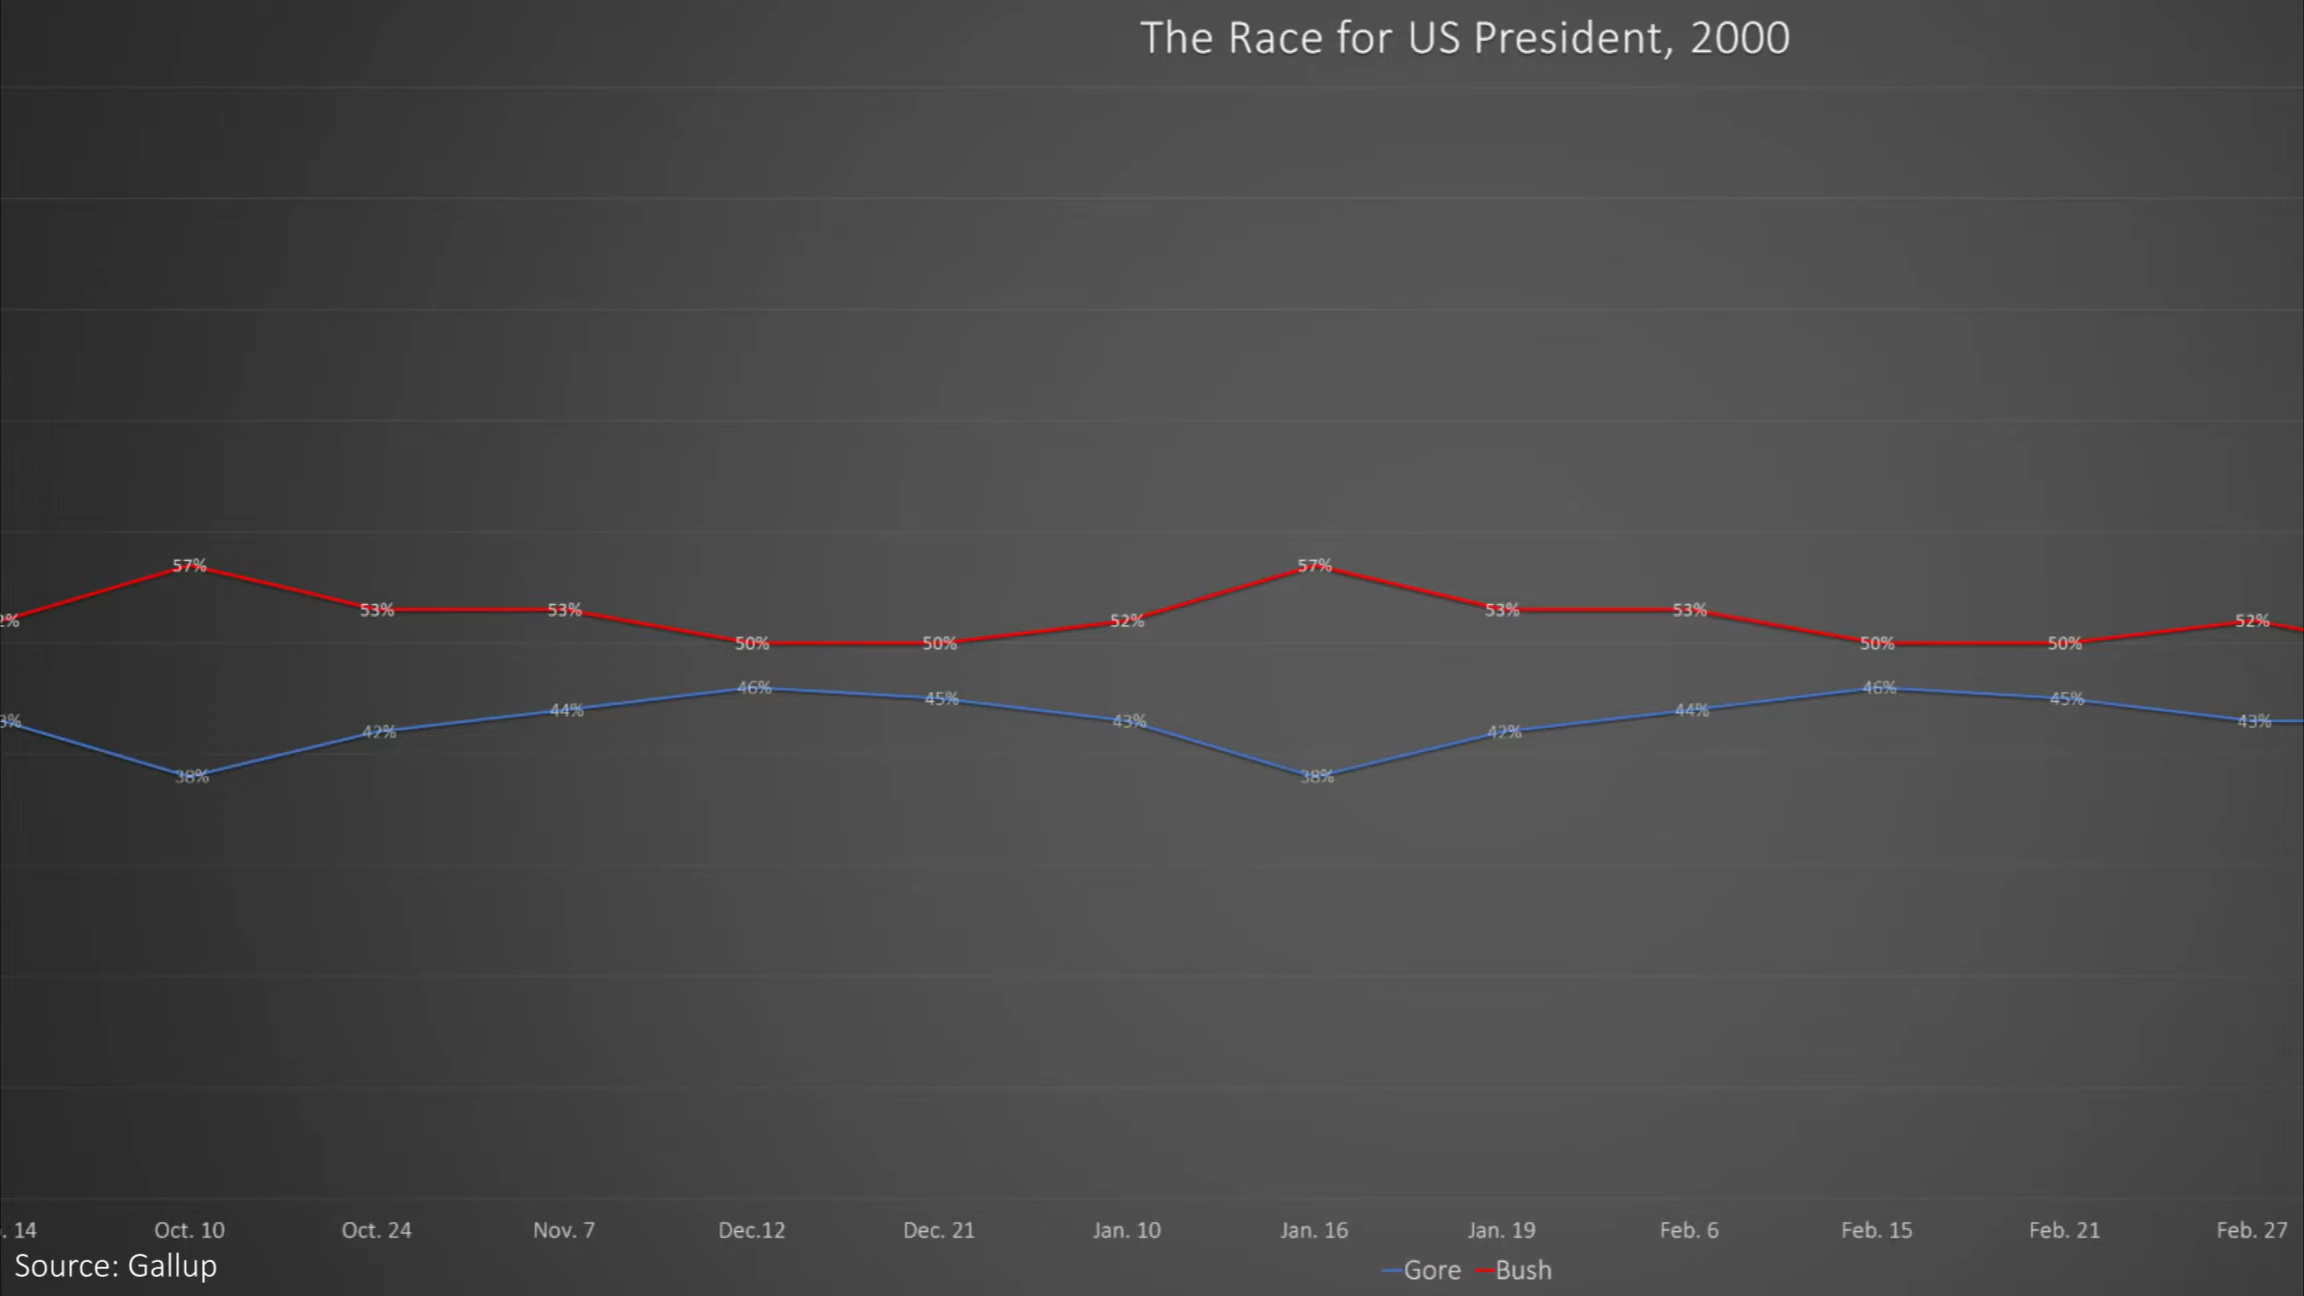 The Race for US President, 2000
57% 57%
53% 53% 53% 53%
52% 52%
50% 50% 50% 50%
46% 45% 46% 45%
44% 43% 44% 43%
42% 42%
38% 38%
14 Oct. 10 Oct. 24 Nov. 7 Dec.12 Dec. 21 Jan. 10 Jan. 16 Jan. 19 Feb. 6 Feb. 15 Feb. 21 Feb. 27
Source: Gallup
Gore Bush